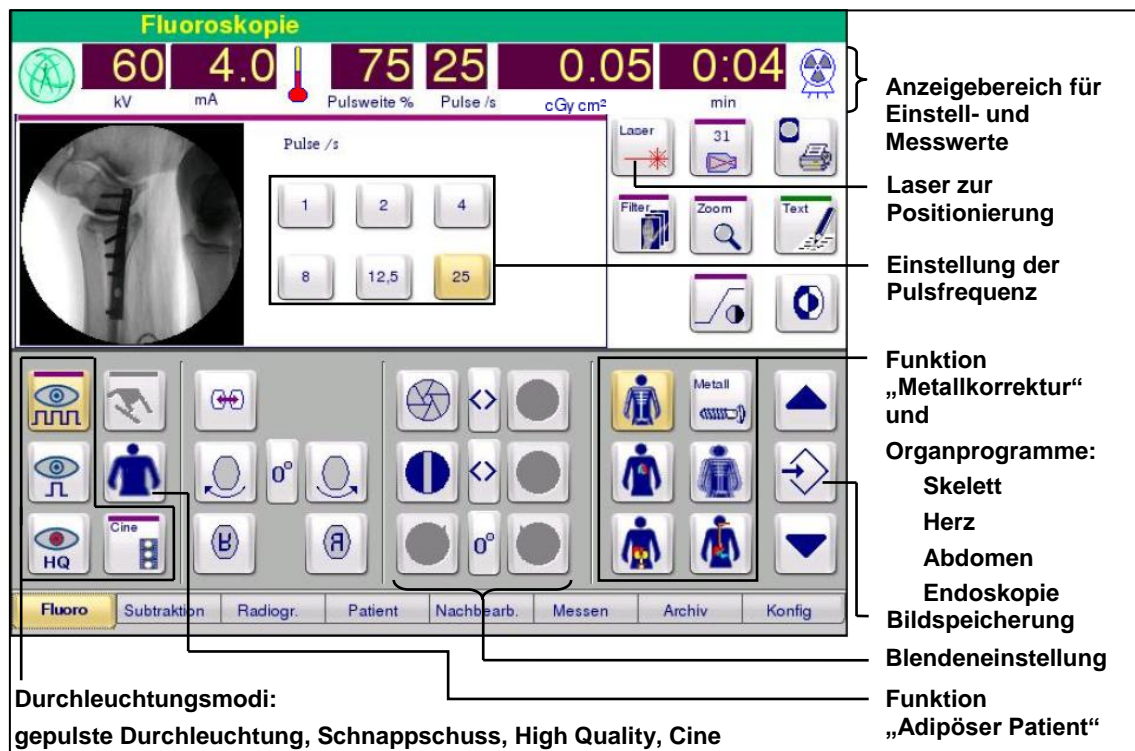 Fluoroskopie
60 4.0 75 25 0.05 0:04
kV mA Pulsweite % Pulse /s cGy cm² min
Pulse /s
1 2 4
8 12,5 25
Laser 31
Filter Zoom Text
Metall
0°
HQ Cine R R 0°
Fluoro Subtraktion Radiogr. Patient Nachbearb. Messen Archiv Konfig
Anzeigebereich für
Einstell- und
Messwerte
Laser zur
Positionierung
Einstellung der
Pulsfrequenz
Funktion
„Metallkorrektur“
und
Organprogramme:
Skelett
Herz
Abdomen
Endoskopie
Bildspeicherung
Blendeneinstellung
Funktion
„Adipöser Patient“
Durchleuchtungsmodi:
gepulste Durchleuchtung, Schnappschuss, High Quality, Cine